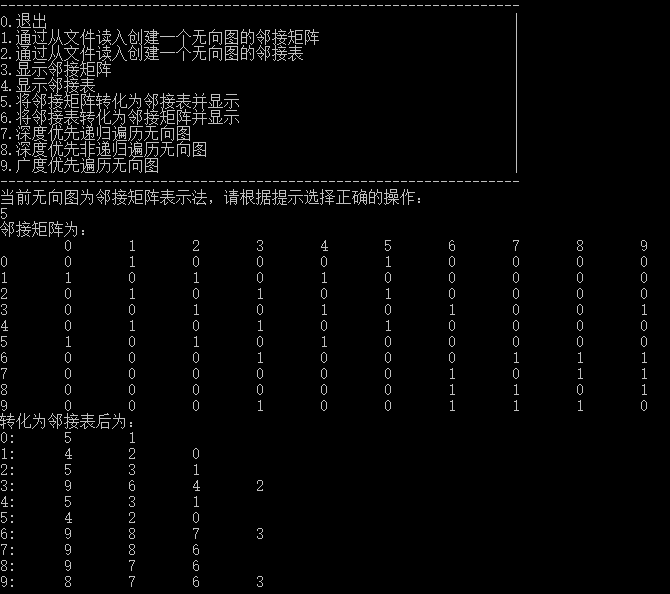 0.退出
1.通过从文件读入创建一个无向图的邻接矩阵
2.通过从文件读入创建一个无向图的邻接表
3.显示邻接矩阵
4.显示邻接表
5.将邻接矩阵转化为邻接表并显示
6.将邻接表转化为邻接矩阵并显示
7.深度优先递归遍历无向图
8.深度优先非递归遍历无向图
9.广度优先遍历无向图
当前无向图为邻接矩阵表示法，请根据提示选择正确的操作:
5
邻接矩阵为:
0 1 2 3 4 5 6 7 8 9
0 0 1 0 0 0 1 0 0 0 0
1 1 0 1 0 1 0 0 0 0 0
2 0 1 0 1 0 1 0 0 0 0
3 0 0 1 0 1 0 1 0 0 1
4 0 1 0 1 0 1 0 0 0 0
5 1 0 1 0 1 0 0 0 0 0
6 0 0 0 1 0 0 0 1 1 1
7 0 0 0 0 0 0 1 0 1 1
8 0 0 0 0 0 0 1 1 0 1
9 0 0 0 1 0 0 1 1 1 0
转化为邻接表后为:
0: 5 1
1: 4 2 0
2: 5 3 1
3: 9 6 4 2
4: 5 3 1
5: 4 2 0
6: 9 8 7 3
7: 9 8 6
8: 9 7 6
9: 8 7 6 3